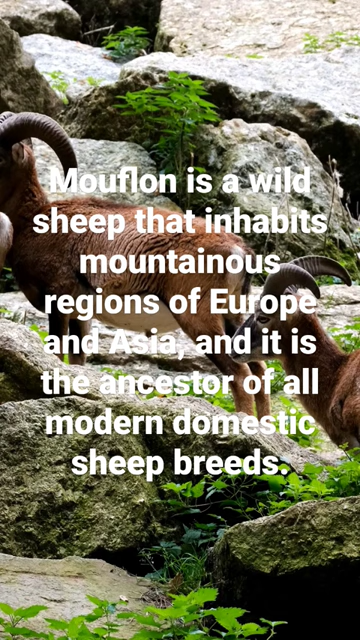 Mouflon is a wild
sheep that inhabits
mountainous
regions of Europe
and Asia, and it is
the ancestor of all
modern domestic
sheep breeds.